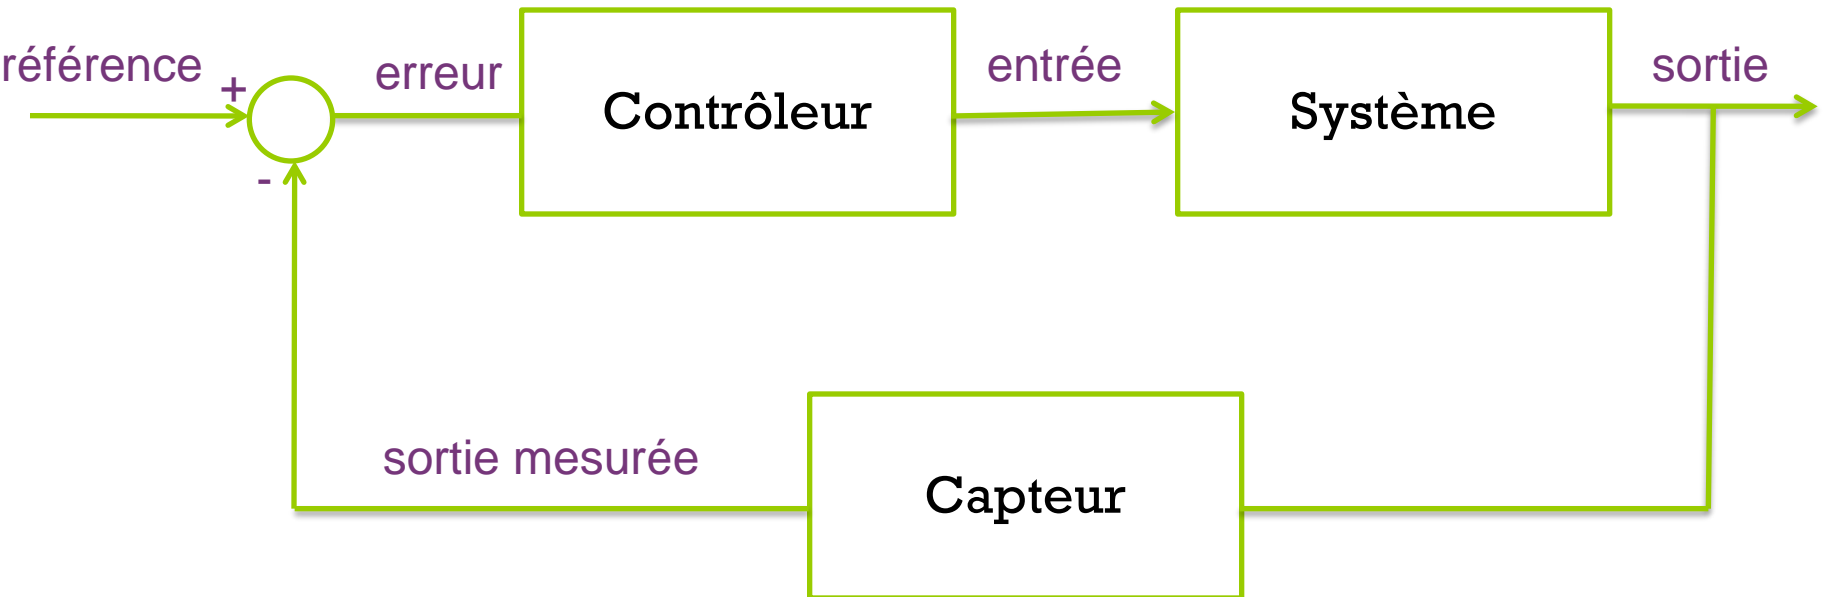 référence
+
erreur
Contrôleur
entrée
Système
sortie
-
sortie mesurée
Capteur